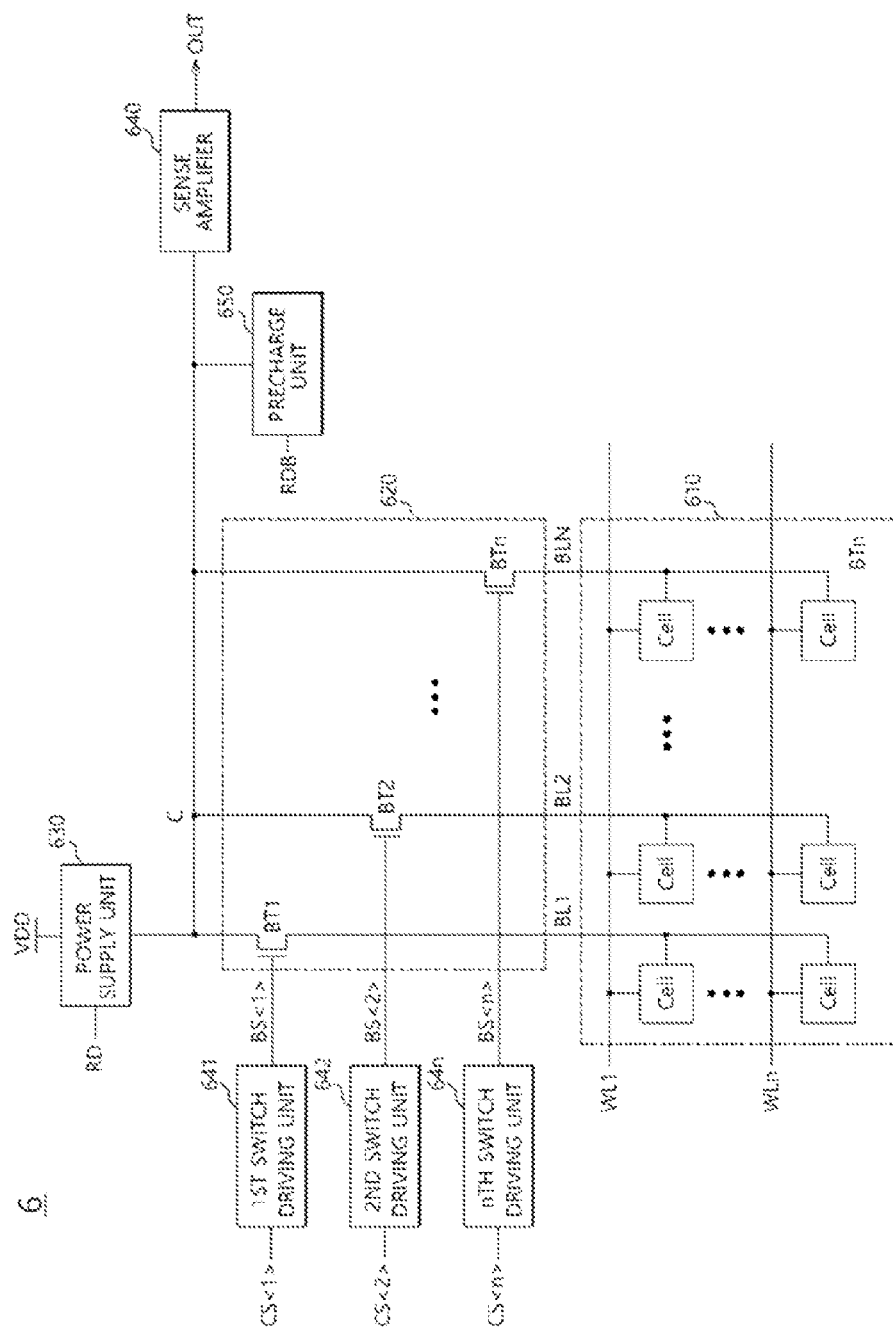 6
VDD
630
RD
POWER
SUPPLY UNIT
C
640
SENSE
AMPLIFIER
OUT
650
RDB
PRECHARGE
UNIT
620
641
CS<1>
1ST SWITCH
DRIVING UNIT
BS<1>
BT1
642
CS<2>
2ND SWITCH
DRIVING UNIT
BS<2>
BT2
64n
CS<n>
SWITCH
DRIVING UNIT
BS<n>
BTn
BL1
BL2
BLN
610
WL1
Cell
Cell
Cell
WLn
Cell
Cell
Cell
BTn